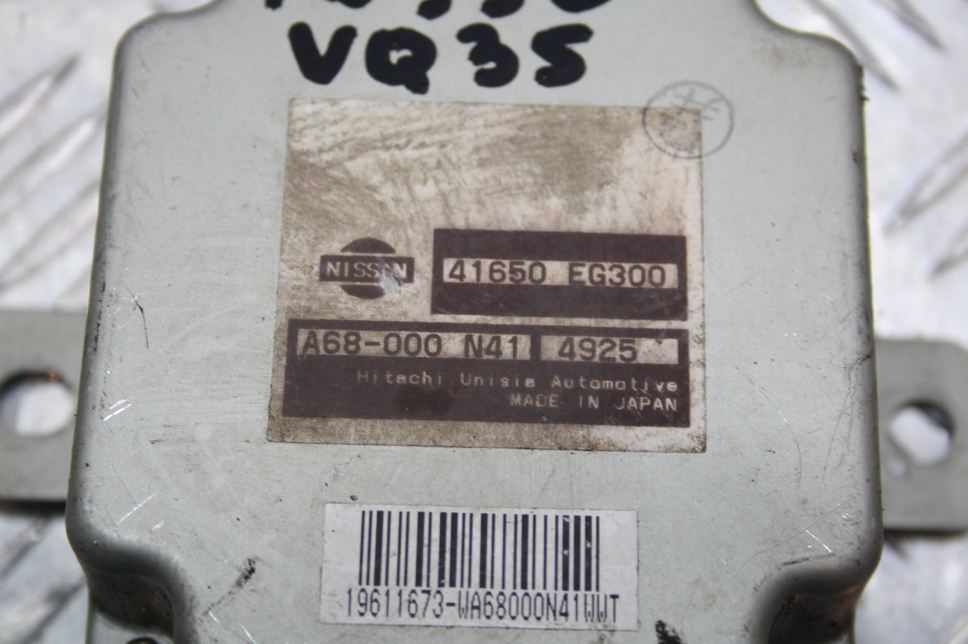 VQ35
NISSAN
41650 EG300
A68-000 N41 4925
Hitachi Unisia Automotive
MADE IN JAPAN
19611673-WA68000N41WWT